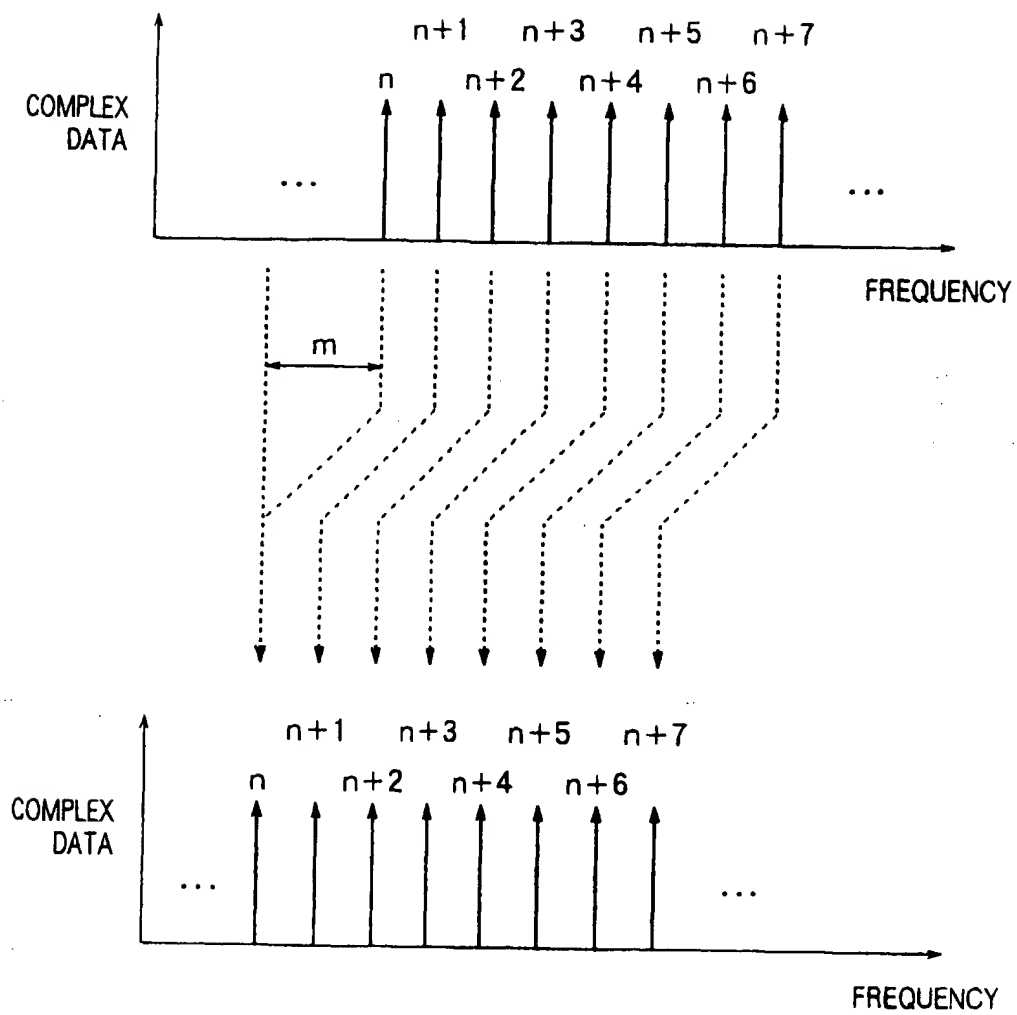 n+1 n+3 n+5 n+7
n n+2 n+4 n+6
COMPLEX
DATA
... ...
FREQUENCY
m
n+1 n+3 n+5 n+7
n n+2 n+4 n+6
COMPLEX
DATA
... ...
FREQUENCY